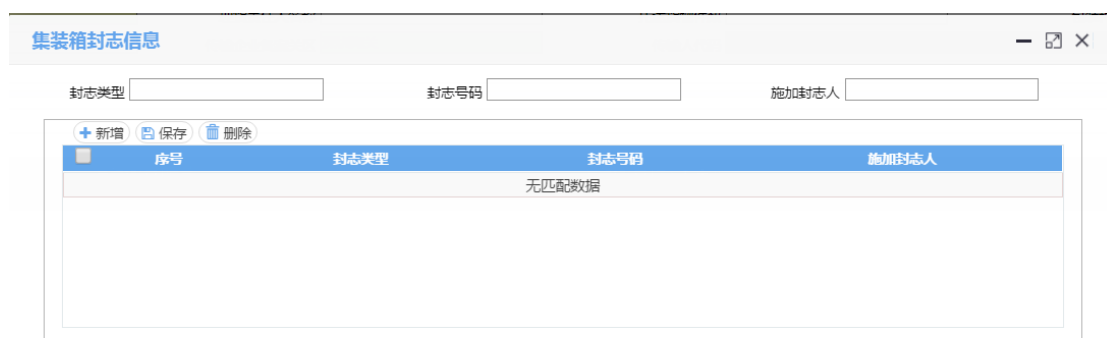 集装箱封志信息
封志类型 封志号码 施加封志人
新增 保存 删除
序号 封志类型 封志号码 施加封志人
无匹配数据